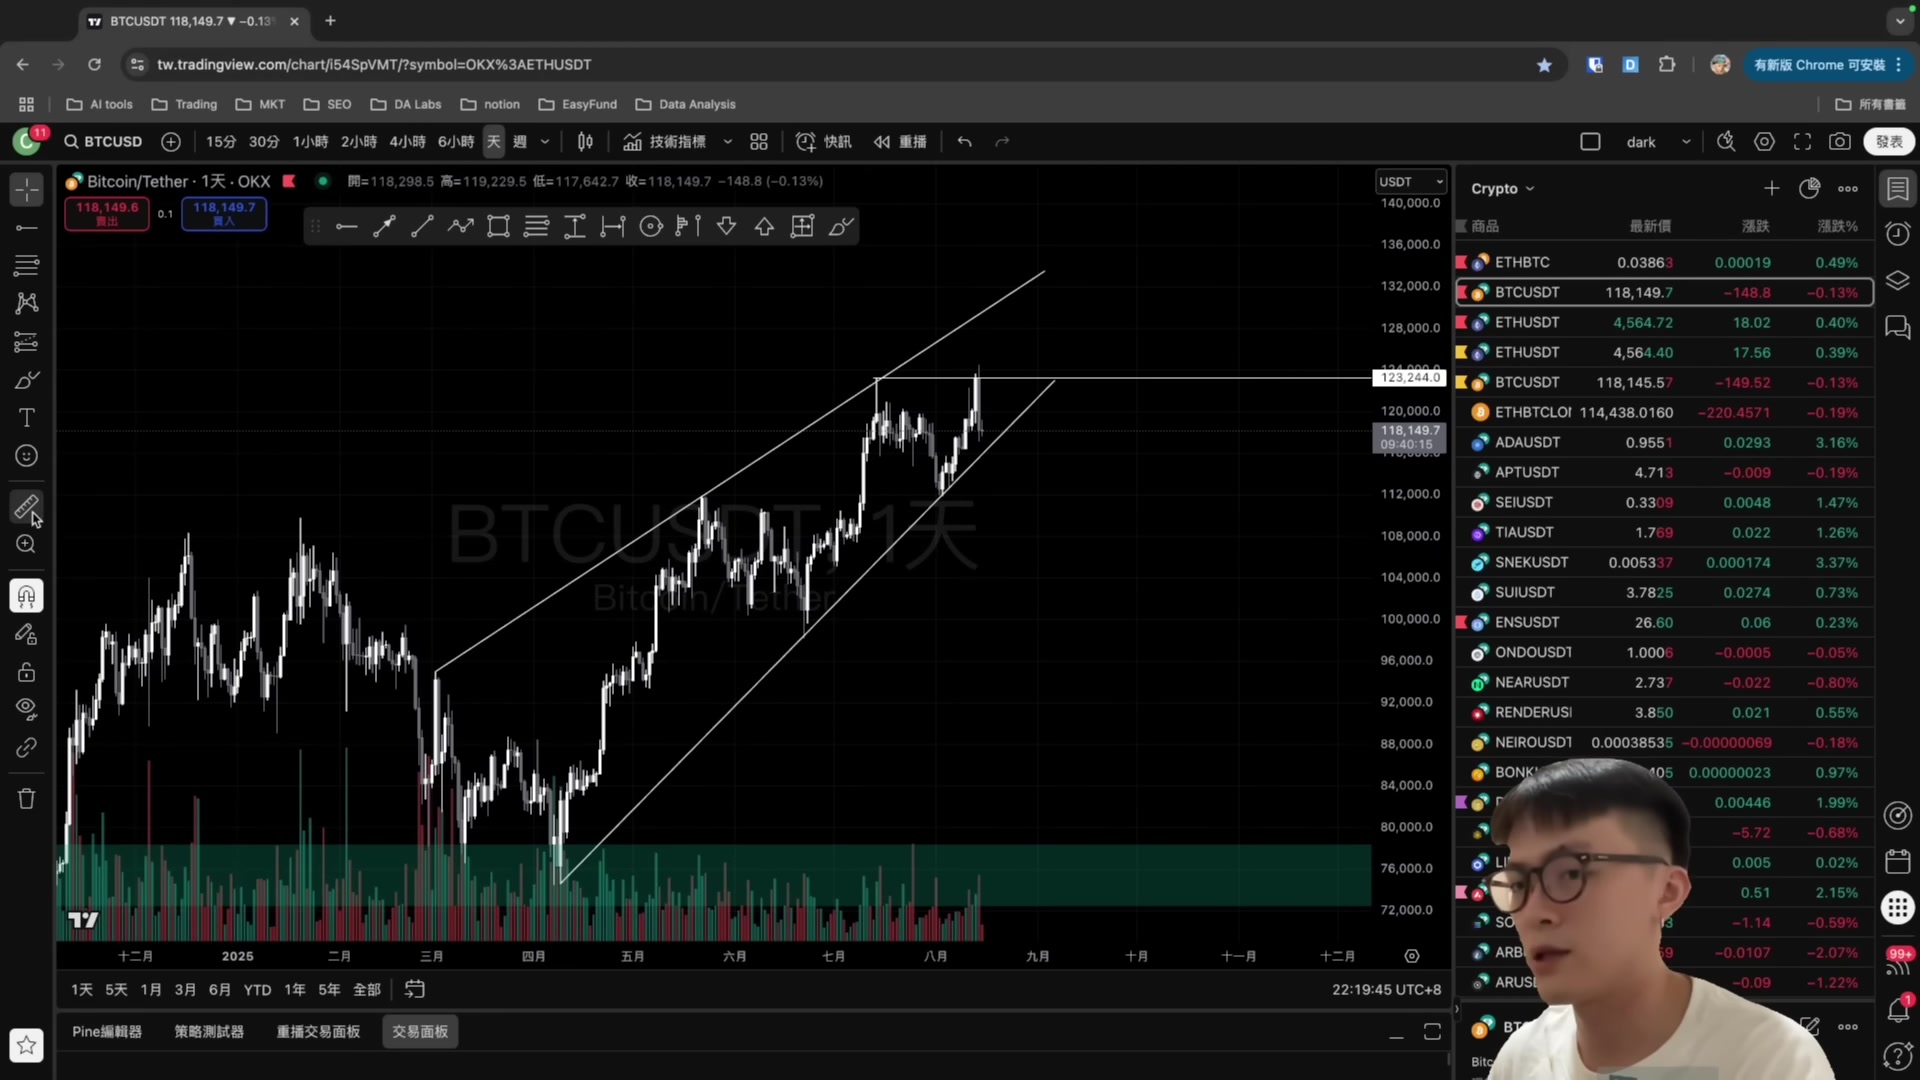 BTCUSDT 118,149.7 ▼ −0.13
tw.tradingview.com/chart/i54SpVMT/?symbol=OKX%3AETHUSDT
有新版 Chrome 可安裝
AI tools Trading MKT SEO DA Labs notion EasyFund Data Analysis 所有書籤
11 BTCUSD 15分 30分 1小時 2小時 4小時 6小時 天 週 技術指標 快訊 重播 dark 發表
Bitcoin/Tether · 1天 · OKX 開=118,298.5 高=119,229.5 低=117,642.7 收=118,149.7 −148.8 (−0.13%)
118,149.6
賣出
0.1
118,149.7
買入
USDT
140,000.0
136,000.0
132,000.0
128,000.0
123,244.0
120,000.0
118,149.7
09:40:15
112,000.0
108,000.0
104,000.0
100,000.0
96,000.0
92,000.0
88,000.0
84,000.0
80,000.0
76,000.0
72,000.0
BTCUSDT, 1天
Bitcoin/Tether
十二月 2025 二月 三月 四月 五月 六月 七月 八月 九月 十月 十一月 十二月
1天 5天 1月 3月 6月 YTD 1年 5年 全部
22:19:45 UTC+8
Pine編輯器 策略測試器 重播交易面板 交易面板
Crypto
商品 最新價 漲跌 漲跌%
ETHBTC 0.03863 0.00019 0.49%
BTCUSDT 118,149.7 −148.8 −0.13%
ETHUSDT 4,564.72 18.02 0.40%
ETHUSDT 4,564.40 17.56 0.39%
BTCUSDT 118,145.57 −149.52 −0.13%
ETHBTCLO 114,438.0160 −220.4571 −0.19%
ADAUSDT 0.9551 0.0293 3.16%
APTUSDT 4.713 −0.009 −0.19%
SEIUSDT 0.3309 0.0048 1.47%
TIAUSDT 1.769 0.022 1.26%
SNEKUSDT 0.005337 0.000174 3.37%
SUIUSDT 3.7825 0.0274 0.73%
ENSUSDT 26.60 0.06 0.23%
ONDOUSDT 1.0006 −0.0005 −0.05%
NEARUSDT 2.737 −0.022 −0.80%
RENDERUS 3.850 0.021 0.55%
NEIROUSDT 0.00038535 −0.00000069 −0.18%
BONK 405 0.00000023 0.97%
0.00446 1.99%
−5.72 −0.68%
LI 0.005 0.02%
0.51 2.15%
SO 3 −1.14 −0.59%
ARB 59 −0.0107 −2.07%
ARUS −0.09 −1.22%
BT
Bitc
99+
1